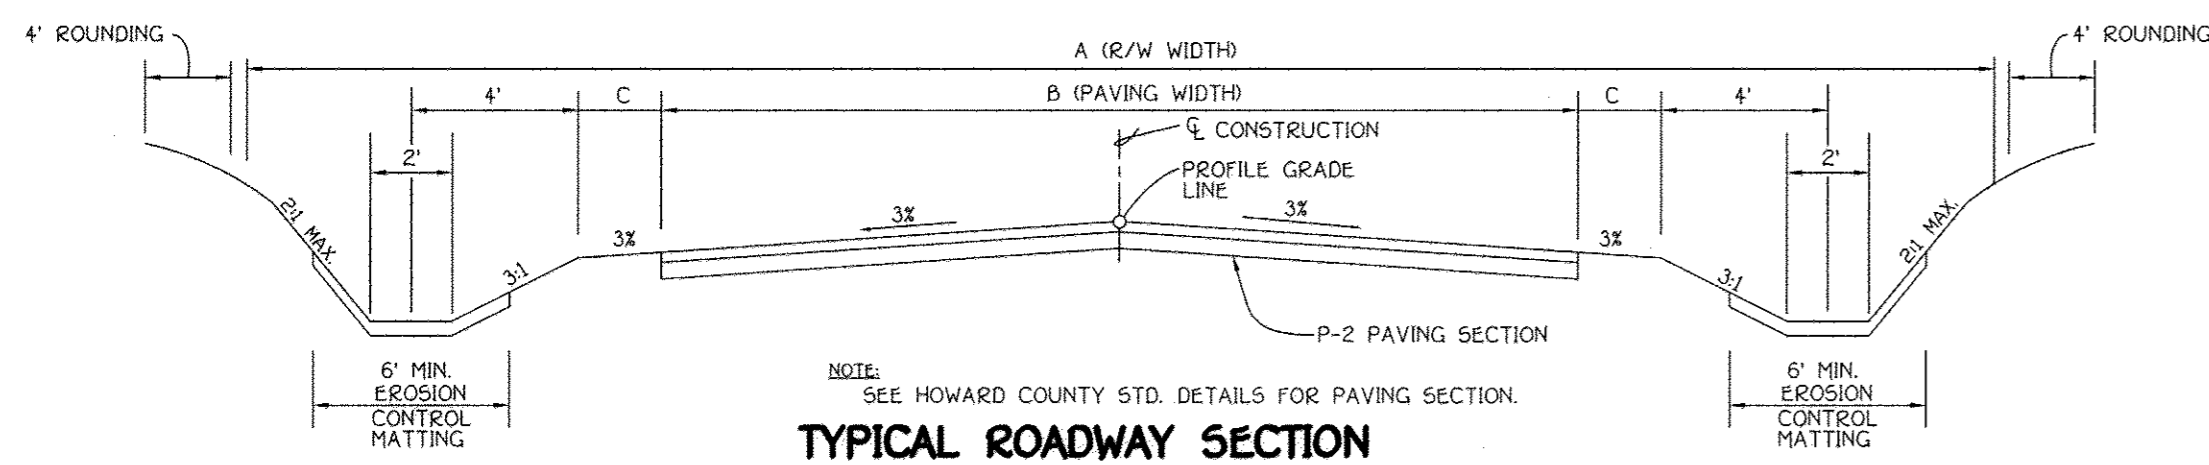 4' ROUNDING
A (R/W WIDTH)
4' ROUNDING
4'
C
B (PAVING WIDTH)
C
4'
℄ CONSTRUCTION
2'
2'
PROFILE GRADE
LINE
2:1 MAX.
3%
3%
2:1 MAX.
3%
3%
3:1
3:1
P-2 PAVING SECTION
6' MIN.
EROSION
CONTROL
MATTING
NOTE:
SEE HOWARD COUNTY STD. DETAILS FOR PAVING SECTION.
6' MIN.
EROSION
CONTROL
MATTING
TYPICAL ROADWAY SECTION